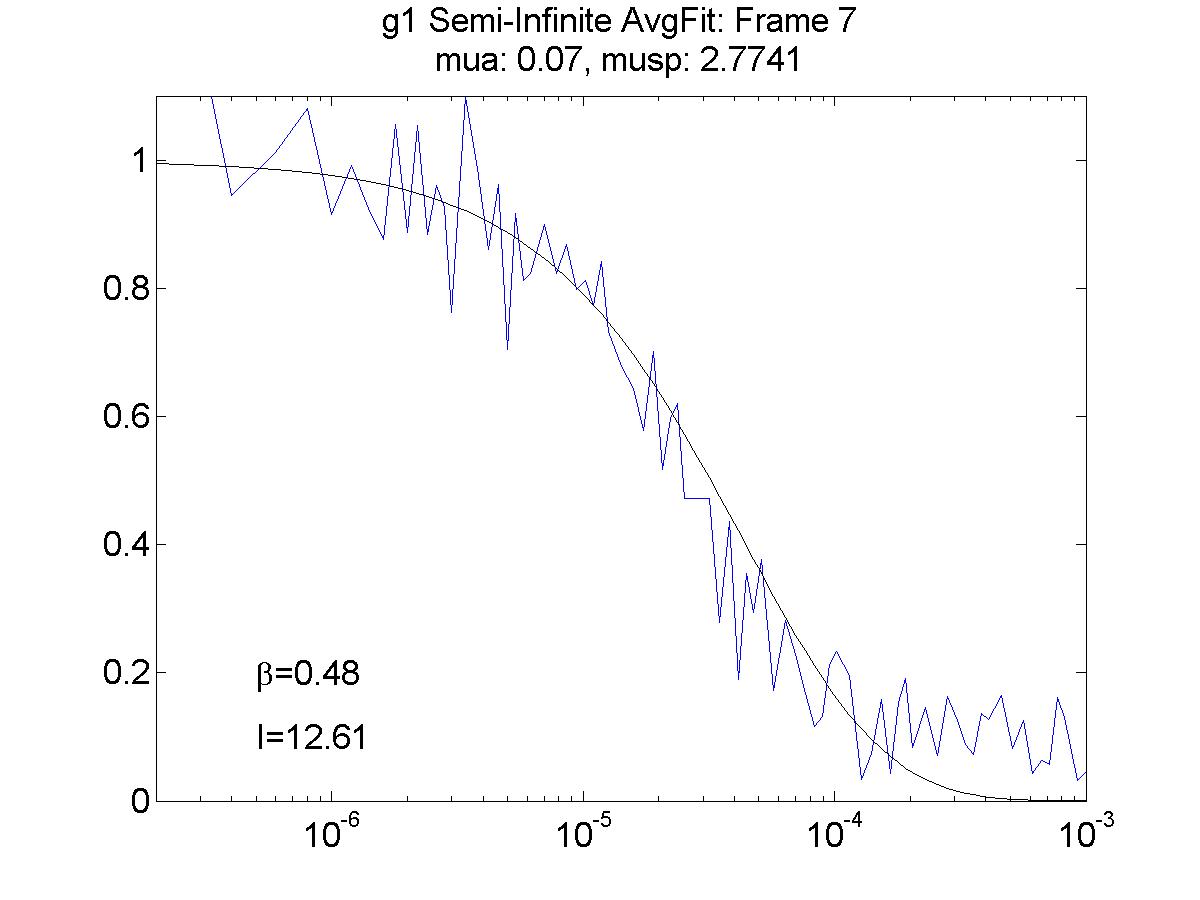 g1 Semi-Infinite AvgFit: Frame 7
mua: 0.07, musp: 2.7741
1
0.8
0.6
0.4
0.2
0
β=0.48
I=12.61
10^-6
10^-5
10^-4
10^-3